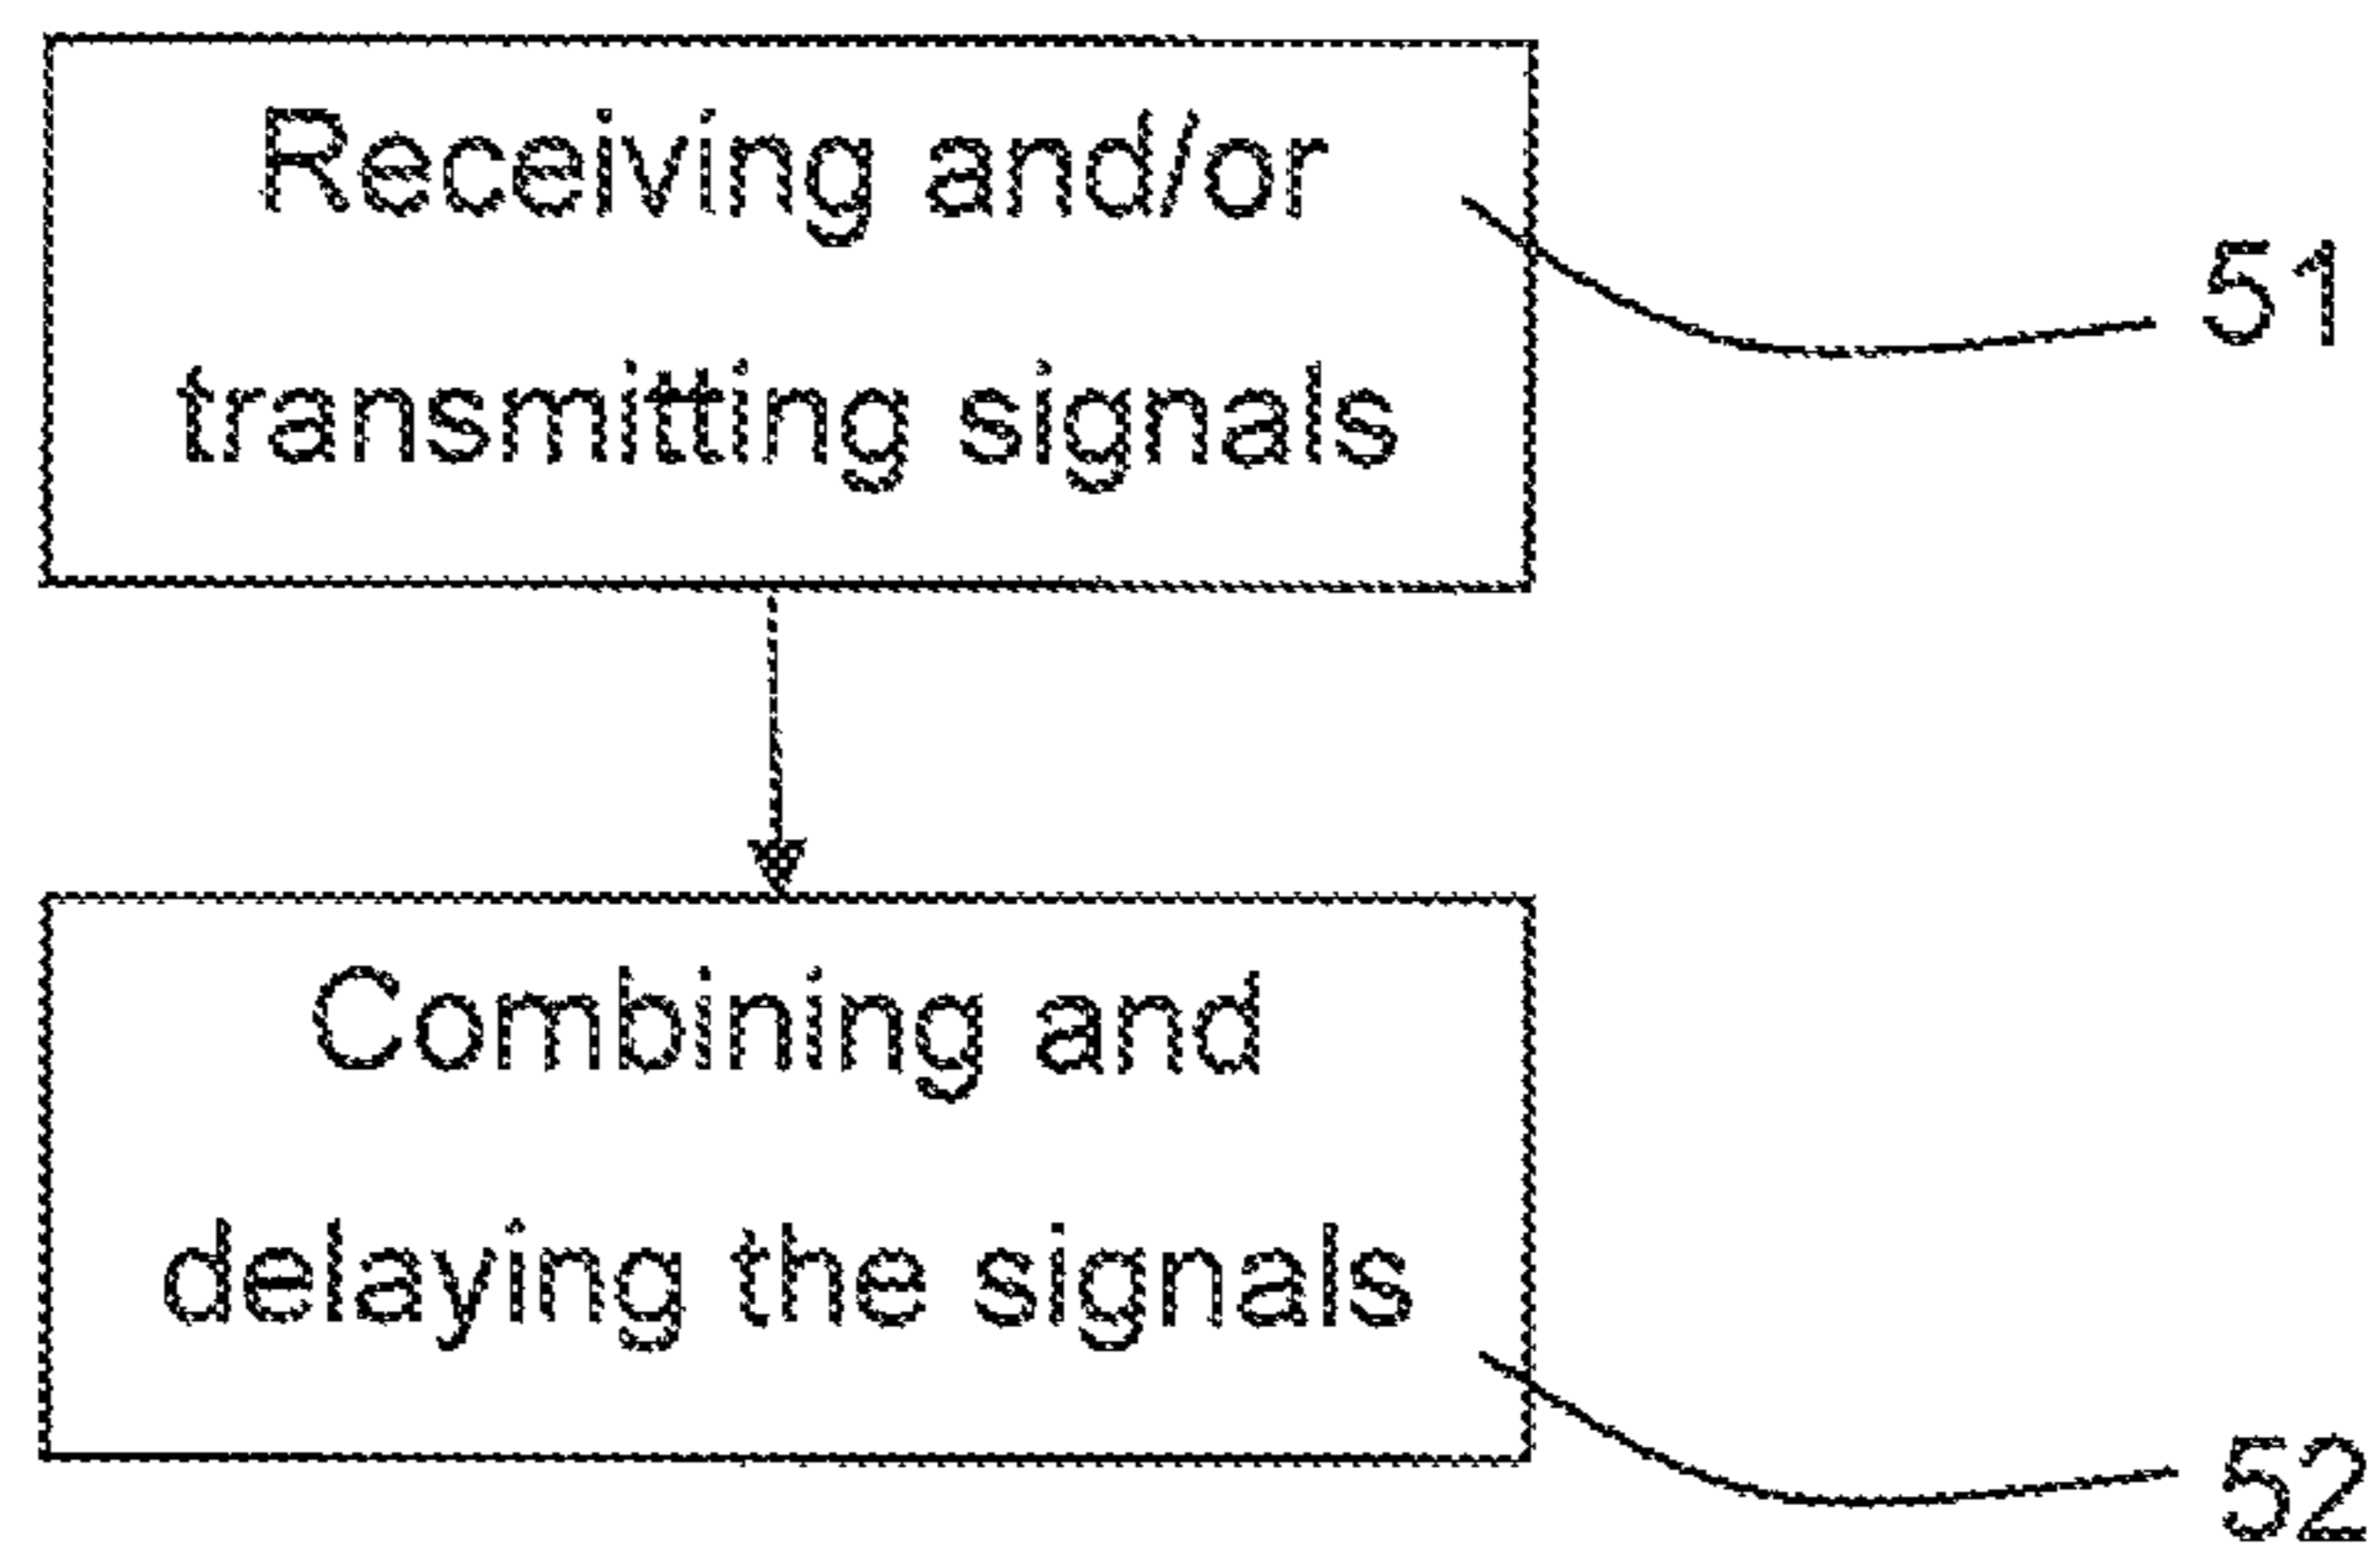 Receiving and/or
transmitting signals
51
Combining and
delaying the signals
52